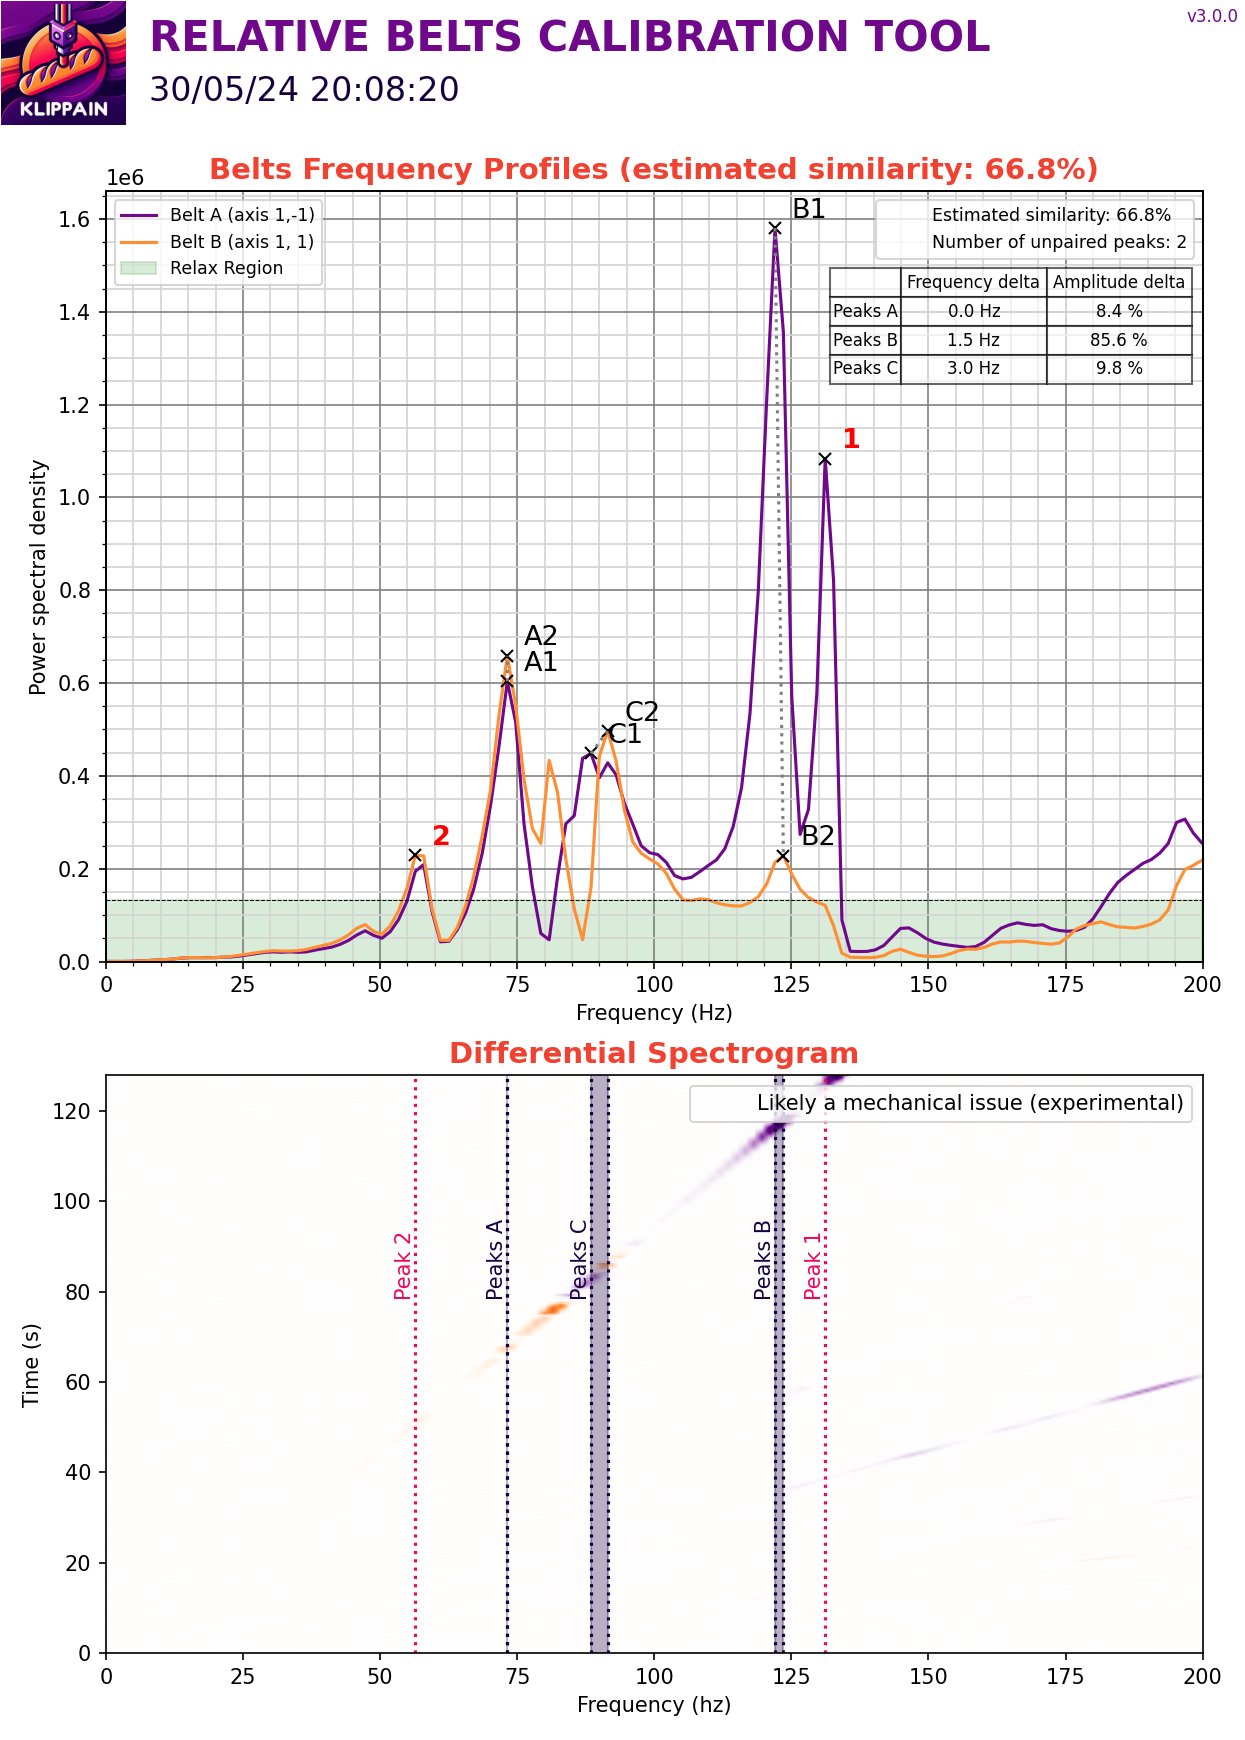 v3.0.0
KLIPPAIN
RELATIVE BELTS CALIBRATION TOOL
30/05/24 20:08:20
Belts Frequency Profiles (estimated similarity: 66.8%)
1e6
Belt A (axis 1,-1)
Belt B (axis 1, 1)
Relax Region
Estimated similarity: 66.8%
Number of unpaired peaks: 2
Frequency delta Amplitude delta
Peaks A 0.0 Hz 8.4 %
Peaks B 1.5 Hz 85.6 %
Peaks C 3.0 Hz 9.8 %
B1
1
A2
A1
C2
C1
2
B2
Power spectral density
1.6
1.4
1.2
1.0
0.8
0.6
0.4
0.2
0.0
0 25 50 75 100 125 150 175 200
Frequency (Hz)
Differential Spectrogram
Likely a mechanical issue (experimental)
Peak 2
Peaks A
Peaks C
Peaks B
Peak 1
Time (s)
120
100
80
60
40
20
0
0 25 50 75 100 125 150 175 200
Frequency (hz)